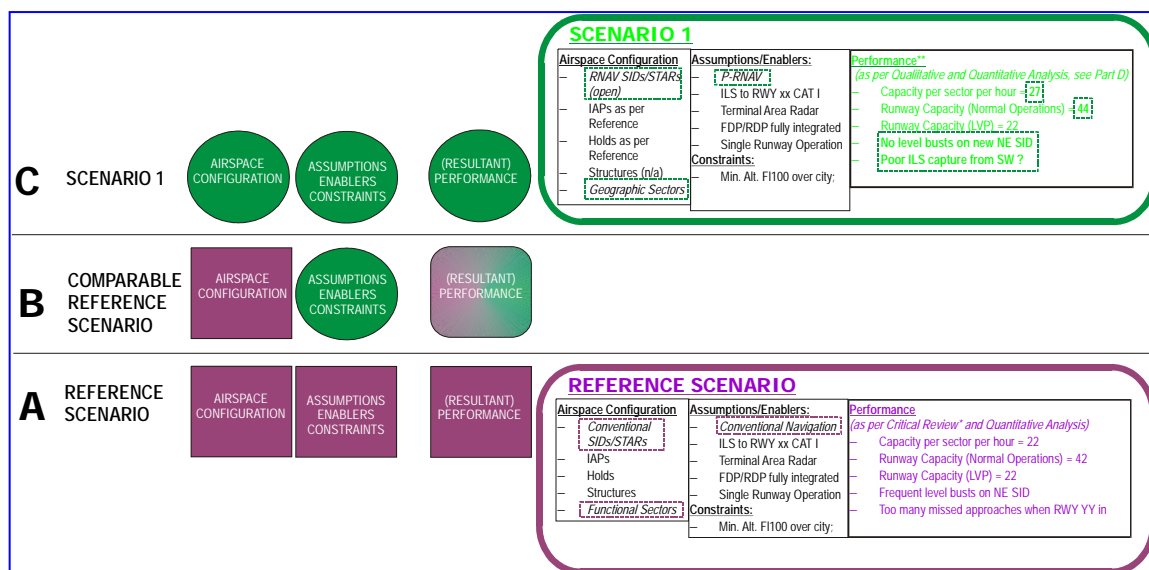 SCENARIO 1
Airspace Configuration
– RNAV SIDs/STARs
(open)
– IAPs as per
Reference
– Holds as per
Reference
– Structures (n/a)
– Geographic Sectors
Assumptions/Enablers:
– P-RNAV
– ILS to RWY xx CAT I
– Terminal Area Radar
– FDP/RDP fully integrated
– Single Runway Operation
Constraints:
– Min. Alt. Fl100 over city;
Performance**
(as per Quallitative and Quantitative Analysis, see Part D)
– Capacity per sector per hour = 27
– Runway Capacity (Normal Operations) = 44
– Runway Capacity (LVP) = 22
– No level busts on new NE SID
– Poor ILS capture from SW ?
C
SCENARIO 1
AIRSPACE
CONFIGURATION
ASSUMPTIONS
ENABLERS
CONSTRAINTS
(RESULTANT)
PERFORMANCE
B
COMPARABLE
REFERENCE
SCENARIO
AIRSPACE
CONFIGURATION
ASSUMPTIONS
ENABLERS
CONSTRAINTS
(RESULTANT)
PERFORMANCE
A
REFERENCE
SCENARIO
AIRSPACE
CONFIGURATION
ASSUMPTIONS
ENABLERS
CONSTRAINTS
(RESULTANT)
PERFORMANCE
REFERENCE SCENARIO
Airspace Configuration
– Conventional
SIDs/STARs
– IAPs
– Holds
– Structures
– Functional Sectors
Assumptions/Enablers:
– Conventional Navigation
– ILS to RWY xx CAT I
– Terminal Area Radar
– FDP/RDP fully integrated
– Single Runway Operation
Constraints:
– Min. Alt. Fl100 over city;
Performance
(as per Critical Review* and Quantitative Analysis)
– Capacity per sector per hour = 22
– Runway Capacity (Normal Operations) = 42
– Runway Capacity (LVP) = 22
– Frequent level busts on NE SID
– Too many missed approaches when RWY YY in